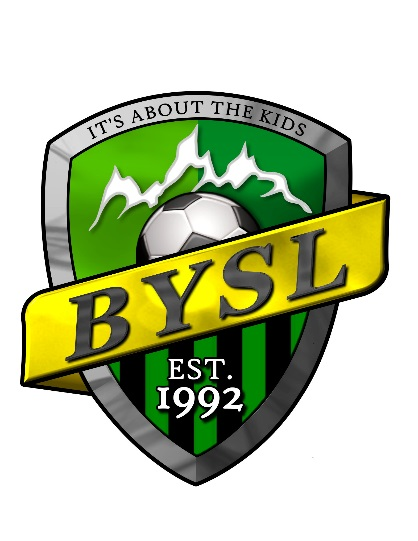 IT'S ABOUT THE KIDS
BYSL
EST.
1992